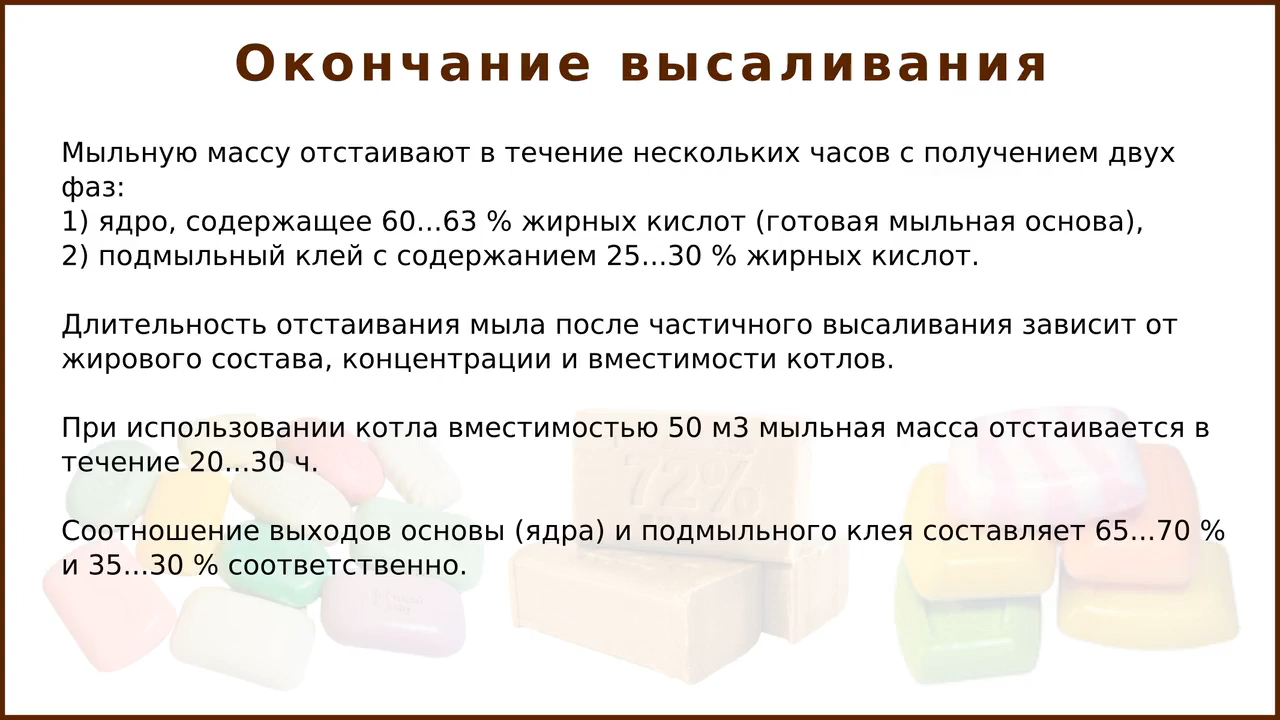 Окончание высаливания
Мыльную массу отстаивают в течение нескольких часов с получением двух
фаз:
1) ядро, содержащее 60...63 % жирных кислот (готовая мыльная основа),
2) подмыльный клей с содержанием 25...30 % жирных кислот.
Длительность отстаивания мыла после частичного высаливания зависит от
жирового состава, концентрации и вместимости котлов.
При использовании котла вместимостью 50 м3 мыльная масса отстаивается в
течение 20...30 ч.
72%
Соотношение выходов основы (ядра) и подмыльного клея составляет 65...70 %
и 35...30 % соответственно.